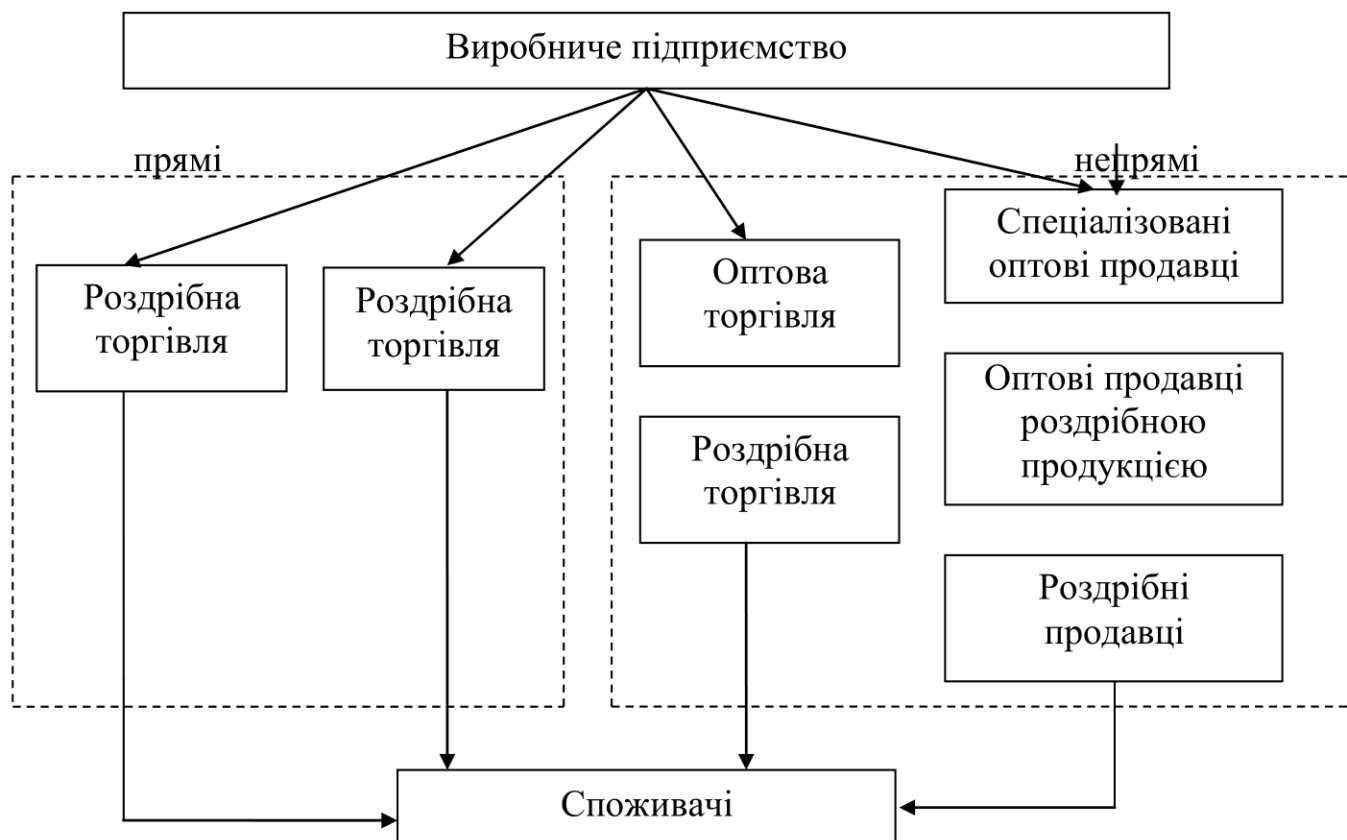 Виробниче підприємство
прямі
непрямі
Роздрібна
торгівля
Роздрібна
торгівля
Оптова
торгівля
Роздрібна
торгівля
Спеціалізовані
оптові продавці
Оптові продавці
роздрібною
продукцією
Роздрібні
продавці
Споживачі